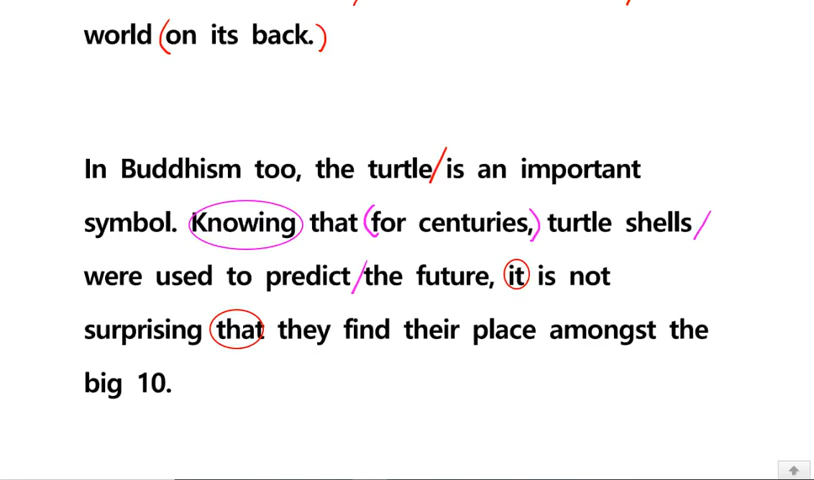 world (on its back.)
In Buddhism too, the turtle/is an important
symbol. Knowing that (for centuries,) turtle shells/
were used to predict/the future, it is not
surprising that they find their place amongst the
big 10.